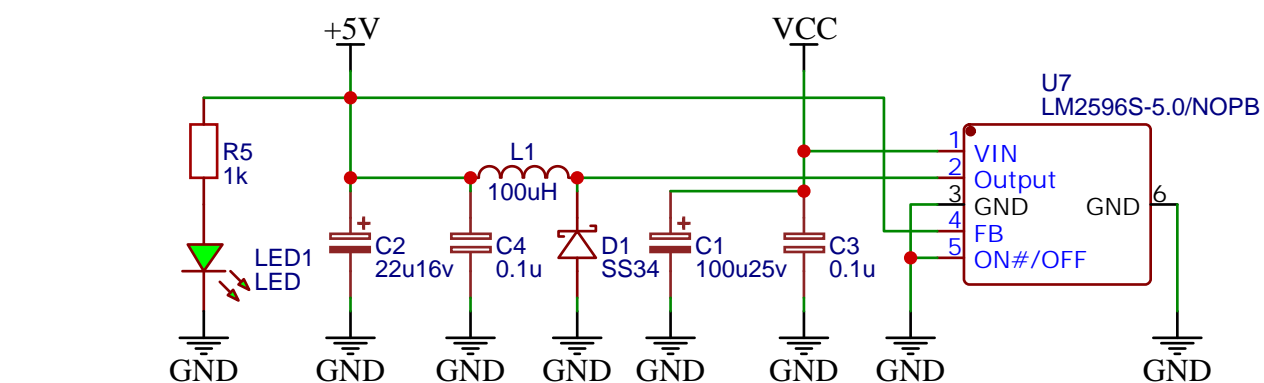 +5V
VCC
U7
LM2596S-5.0/NOPB
R5
1k
L1
100uH
1
VIN
2
Output
3
GND
4
FB
5
ON#/OFF
GND
6
LED1
LED
+
C2
22u16v
C4
0.1u
D1
SS34
+
C1
100u25v
C3
0.1u
GND
GND
GND
GND
GND
GND
GND
GND